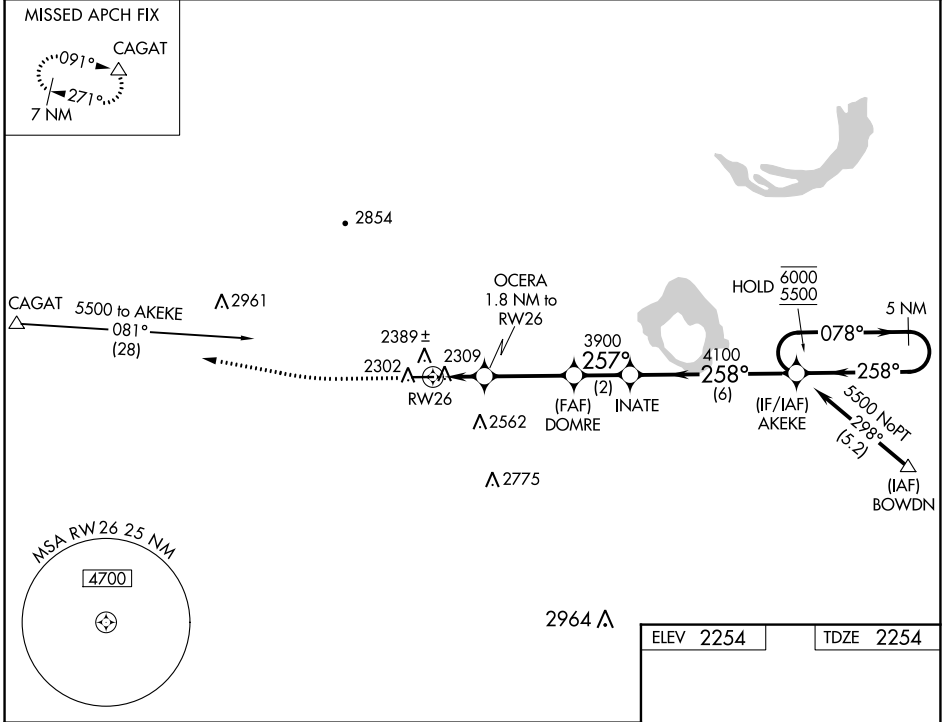 MISSED APCH FIX
CAGAT
091°
271°
7 NM
2854
CAGAT
5500 to AKEKE
081°
(28)
2961
OCERA
1.8 NM to
RW26
2389 ±
2302
2309
RW26
2562
2775
3900
257°
(2)
(FAF)
DOMRE
INATE
4100
258°
(6)
HOLD
6000
5500
5 NM
078°
258°
(IF/IAF)
AKEKE
5500 NoPT
298°
(5.2)
(IAF)
BOWDN
MSA RW 26 25 NM
4700
2964
ELEV 2254
TDZE 2254